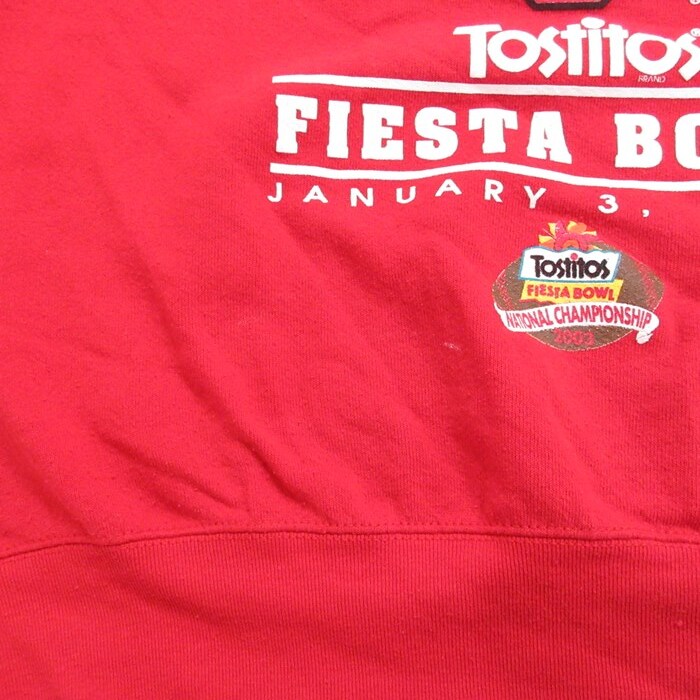 TOSTITOS®
BRAND
FIESTA BO
JANUARY 3,
TOSTITOS
FIESTA BOWL
NATIONAL CHAMPIONSHIP
2003